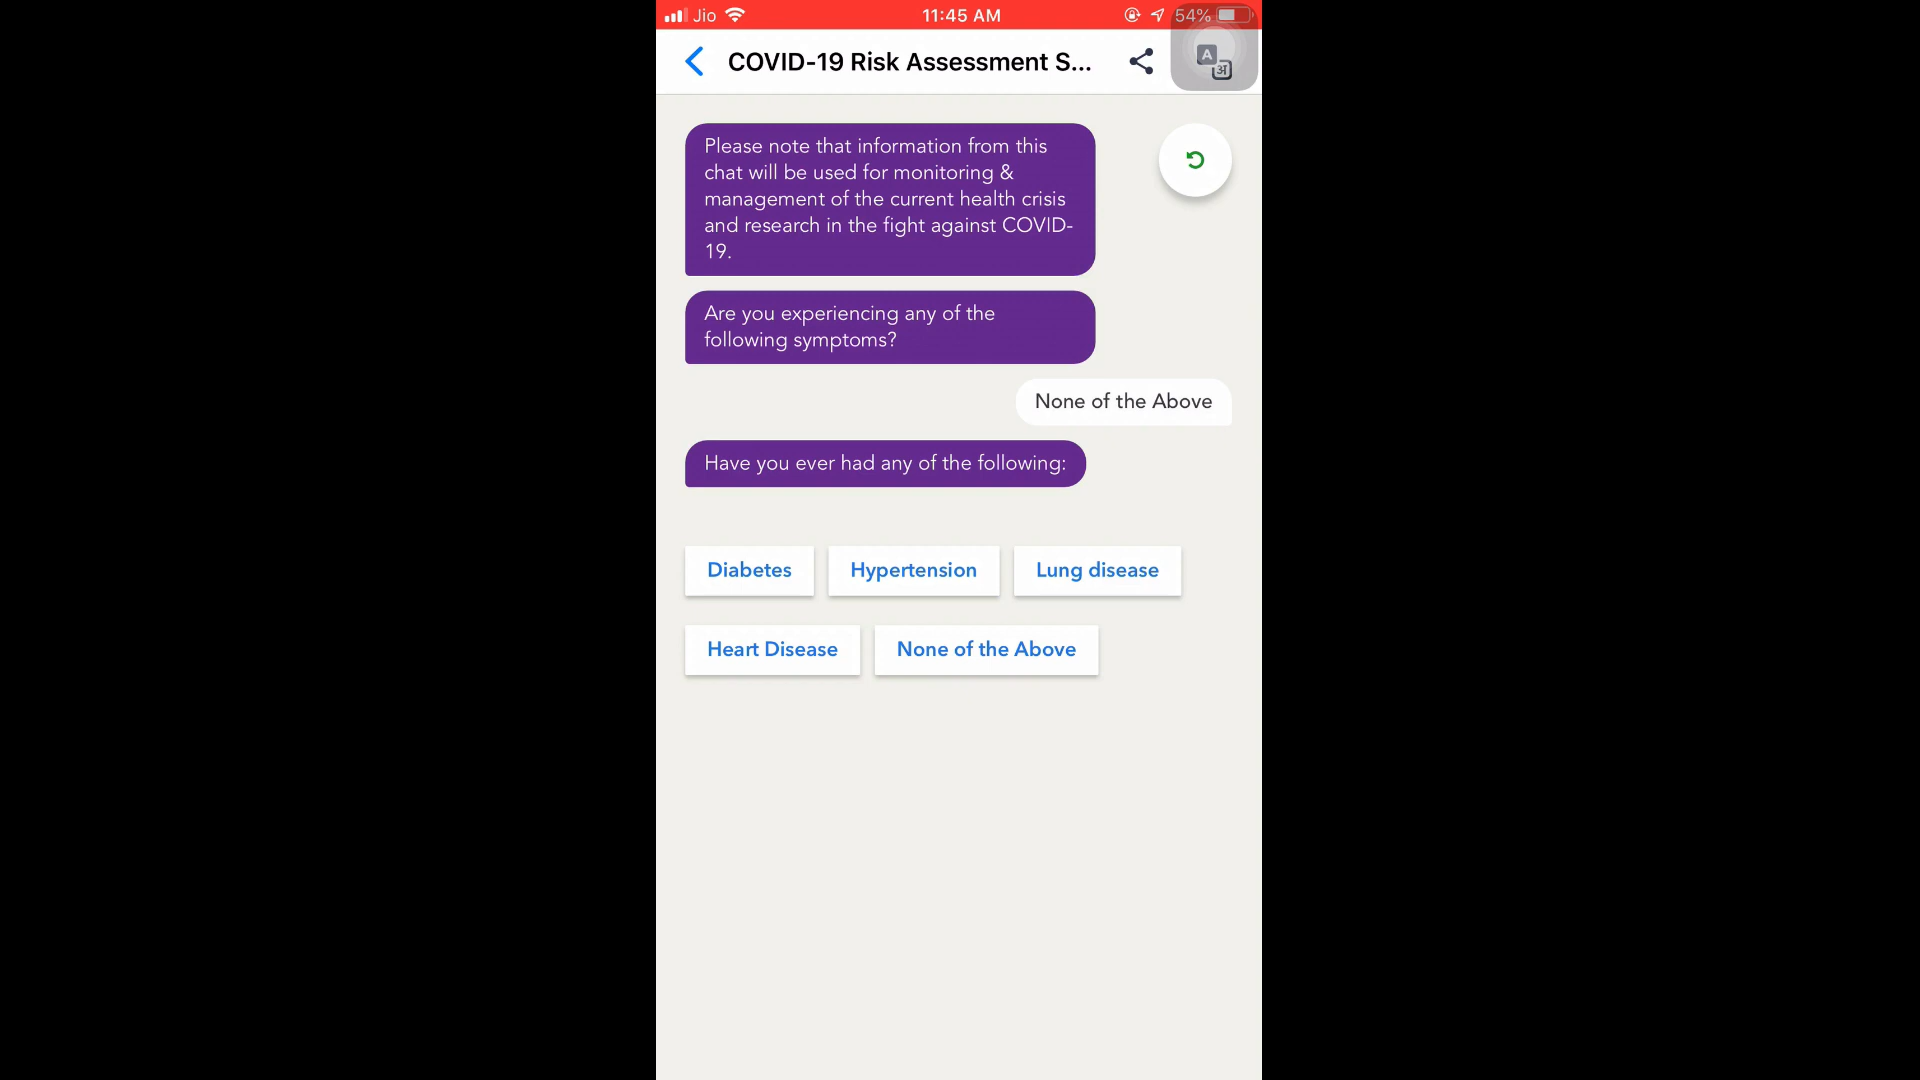 Jio 11:45 AM 54%
COVID-19 Risk Assessment S...
A अ
Please note that information from this
chat will be used for monitoring &
management of the current health crisis
and research in the fight against COVID-
19.
Are you experiencing any of the
following symptoms?
None of the Above
Have you ever had any of the following:
Diabetes Hypertension Lung disease
Heart Disease None of the Above